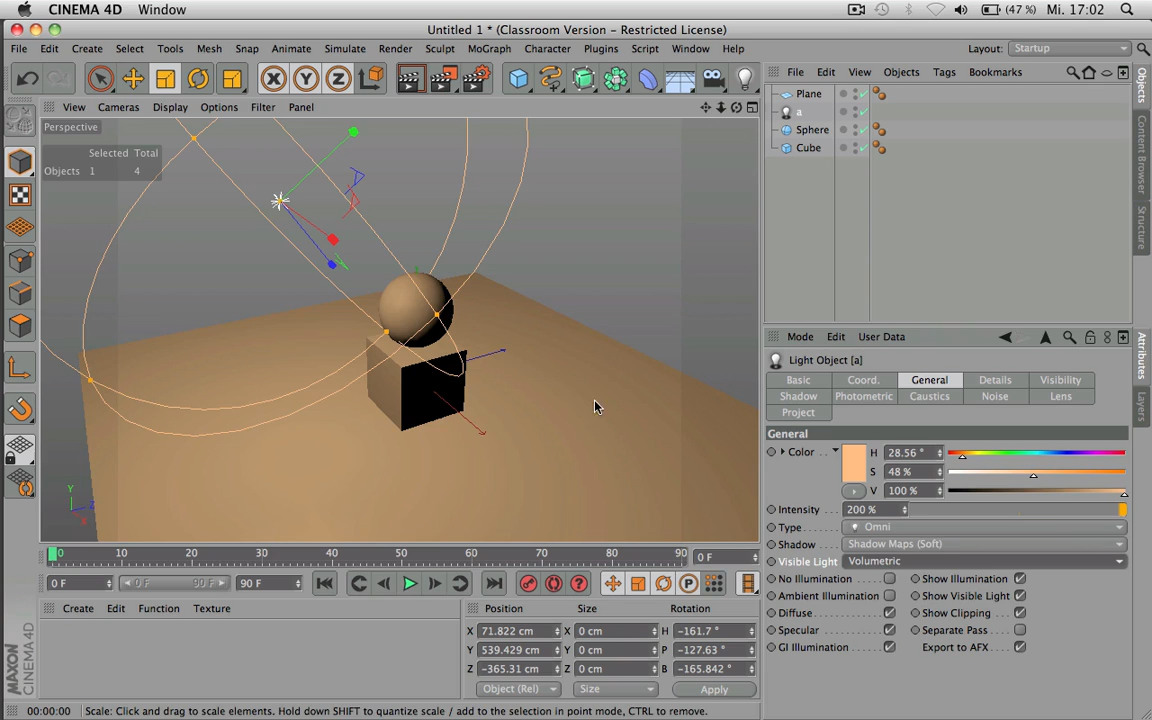 CINEMA 4D Window (47 %) Mi. 17:02
Untitled 1 * (Classroom Version - Restricted License)
File Edit Create Select Tools Mesh Snap Animate Simulate Render Sculpt MoGraph Character Plugins Script Window Help Layout: Startup
X Y Z
File Edit View Objects Tags Bookmarks
View Cameras Display Options Filter Panel
Perspective
Selected Total
Objects 1 4
Plane
a
Sphere
Cube
Objects
Content Browser
Structure
Mode Edit User Data
Light Object [a]
Basic Coord. General Details Visibility
Shadow Photometric Caustics Noise Lens
Project
General
Color H 28.56 °
S 48 %
V 100 %
Intensity 200 %
Type Omni
Shadow Shadow Maps (Soft)
Visible Light Volumetric
No Illumination Show Illumination
Ambient Illumination Show Visible Light
Diffuse Show Clipping
Specular Separate Pass
GI Illumination Export to AFX
Attributes
Layers
Y
Z
X
0 10 20 30 40 50 60 70 80 90 0 F
0 F 0 F 90 F 90 F
P
Create Edit Function Texture
Position Size Rotation
X 71.822 cm X 0 cm H -161.7 °
Y 539.429 cm Y 0 cm P -127.63 °
Z -365.31 cm Z 0 cm B -165.842 °
Object (Rel) Size Apply
MAXON
CINEMA 4D
00:00:00 Scale: Click and drag to scale elements. Hold down SHIFT to quantize scale / add to the selection in point mode, CTRL to remove.